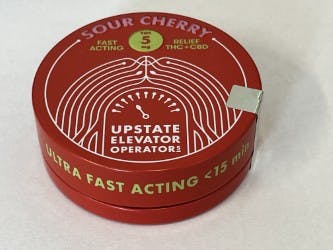 SOUR CHERRY
FAST ACTING
THC 5 mg
RELIEF THC+CBD
UPSTATE
ELEVATOR
OPERATORS
ULTRA FAST ACTING <15 min